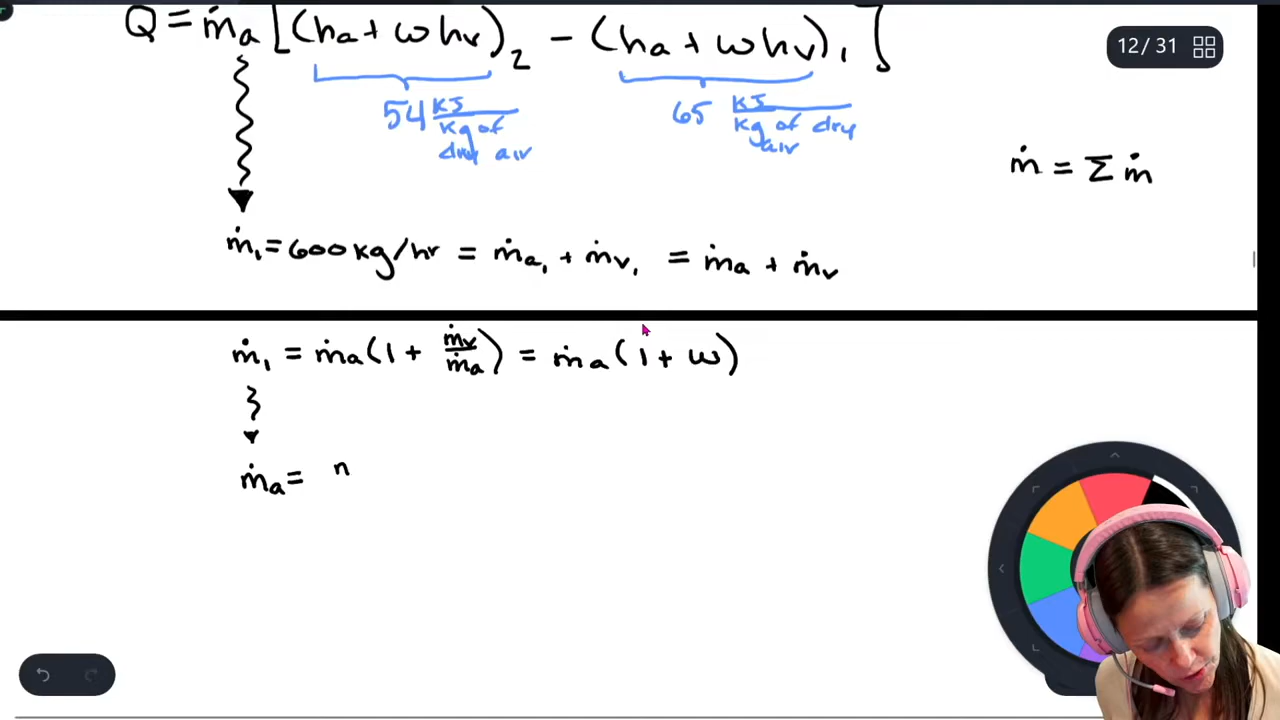 Q = ṁa [(ha + ω hv)₂ − (ha + ω hv)₁]
12 / 31
54 KJ/Kg of dry air
65 KJ/Kg of dry air
ṁ = Σ ṁ
ṁ₁ = 600 kg/hr = ṁa₁ + ṁv₁ = ṁa + ṁv
ṁ₁ = ṁa (1 + ṁv/ṁa) = ṁa (1 + ω)
ṁa = n